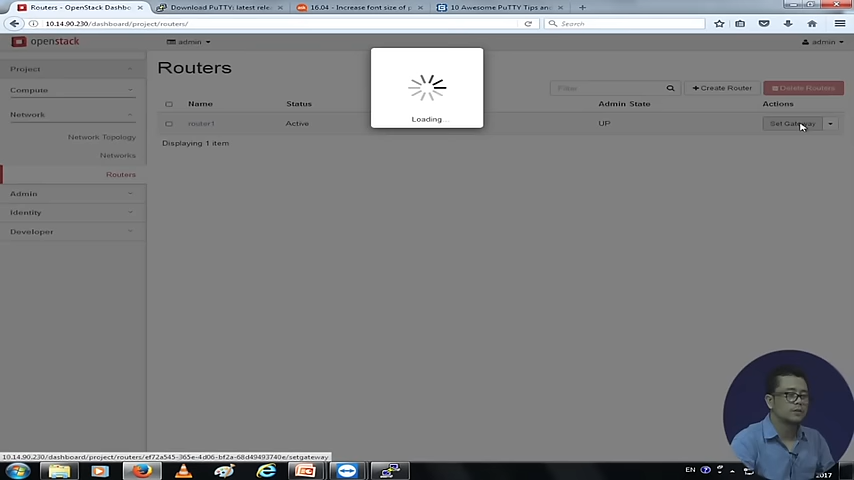 Routers - OpenStack Dashbo
Download PuTTY: latest rele
16.04 - Increase font size of p
10 Awesome PuTTY Tips and
10.14.90.230/dashboard/project/routers/
Search
openstack
admin
admin
Project
Compute
Network
Network Topology
Networks
Routers
Admin
Identity
Developer
Routers
Filter
Create Router
Delete Routers
Name Status Admin State Actions
router1 Active UP Set Gateway
Displaying 1 item
Loading...
10.14.90.230/dashboard/project/routers/ef72a545-365e-4d06-bf2a-68d49493740e/setgateway
EN
2017